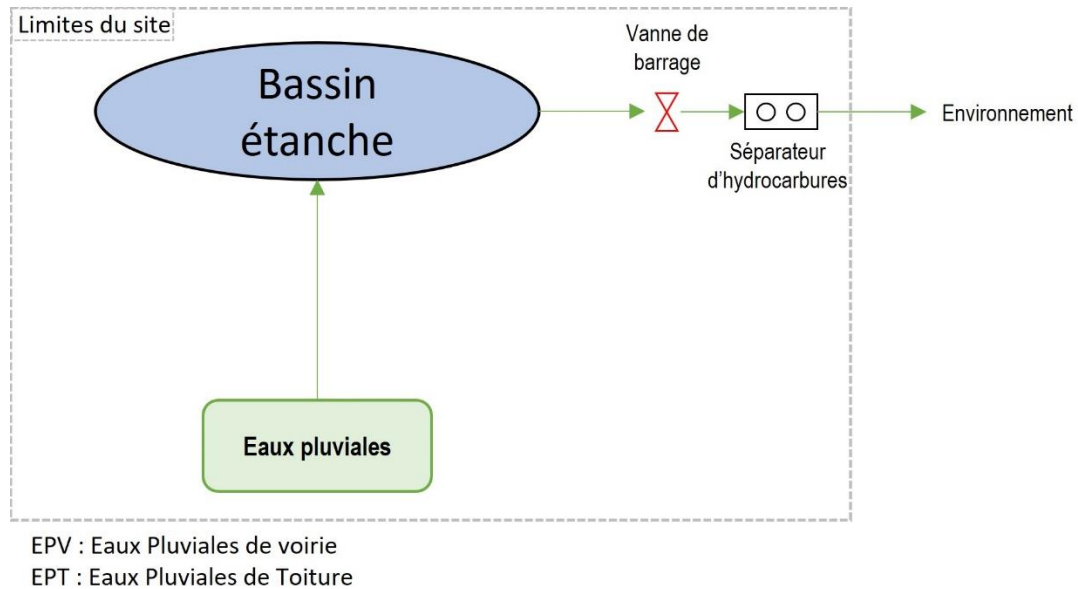 Limites du site
Bassin
étanche
Vanne de
barrage
Séparateur
d'hydrocarbures
Environnement
Eaux pluviales
EPV : Eaux Pluviales de voirie
EPT : Eaux Pluviales de Toiture